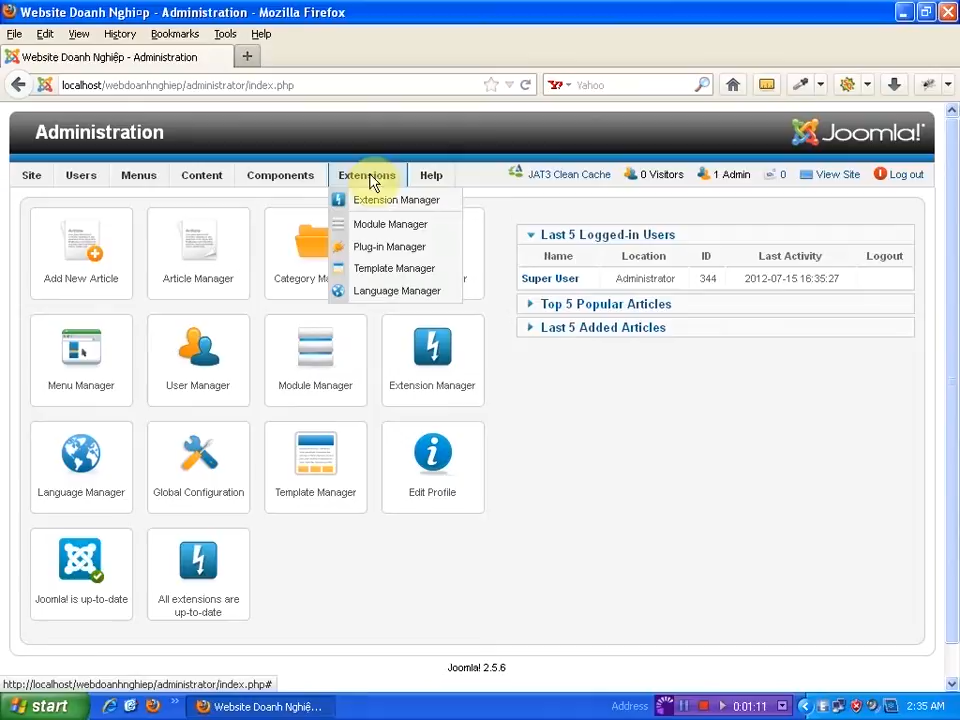 Website Doanh Nghi¤p - Administration - Mozilla Firefox
File Edit View History Bookmarks Tools Help
Website Doanh Nghiệp - Administration
localhost/webdoanhnghiep/administrator/index.php
Yahoo
Administration
Joomla!
Site Users Menus Content Components Extensions Help
JAT3 Clean Cache 0 Visitors 1 Admin 0 View Site Log out
Extension Manager
Module Manager
Plug-in Manager
Template Manager
Language Manager
Add New Article
Article Manager
Last 5 Logged-in Users
Name Location ID Last Activity Logout
Super User Administrator 344 2012-07-15 16:35:27
Top 5 Popular Articles
Last 5 Added Articles
Menu Manager
User Manager
Module Manager
Extension Manager
Language Manager
Global Configuration
Template Manager
Edit Profile
Joomla! is up-to-date
All extensions are
up-to-date
Joomla! 2.5.6
http://localhost/webdoanhnghiep/administrator/index.php#
start
Website Doanh Nghiệ...
Address
0:01:11
2:35 AM